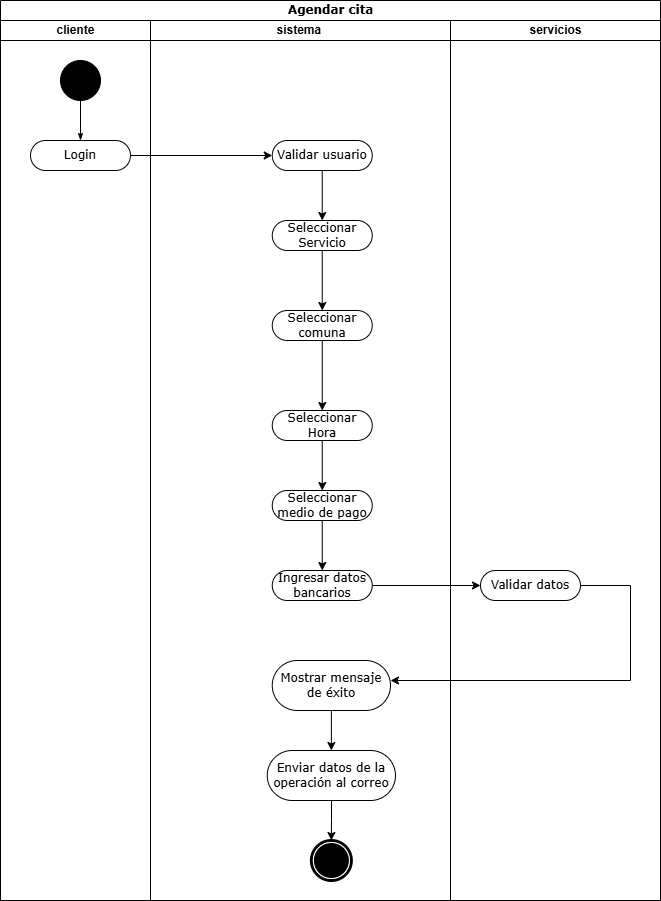 Agendar cita
cliente
sistema
servicios
Login
Validar usuario
Seleccionar
Servicio
Seleccionar
comuna
Seleccionar
Hora
Seleccionar
medio de pago
Ingresar datos
bancarios
Validar datos
Mostrar mensaje
de éxito
Enviar datos de la
operación al correo